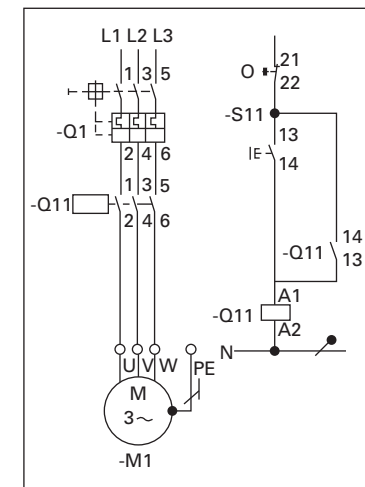 L1 L2 L3
1 3 5
-Q1
2 4 6
1 3 5
-Q11
2 4 6
U V W PE
M
3~
-M1
21
O
22
-S11
13
I E
14
14
-Q11
13
A1
-Q11
A2
N